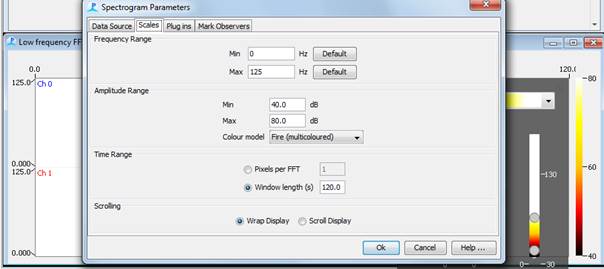 Spectrogram Parameters
Data Source Scales Plug ins Mark Observers
Frequency Range
Min 0 Hz Default
Max 125 Hz Default
Amplitude Range
Min 40.0 dB
Max 80.0 dB
Colour model Fire (multicoloured)
Time Range
Pixels per FFT 1
Window length (s) 120.0
Scrolling
Wrap Display Scroll Display
Ok Cancel Help ...
Low frequency FF
0.0
125.0 Ch 0
0.000
125.0 Ch 1
0.000
120.(
80
130
60
0 -30
40